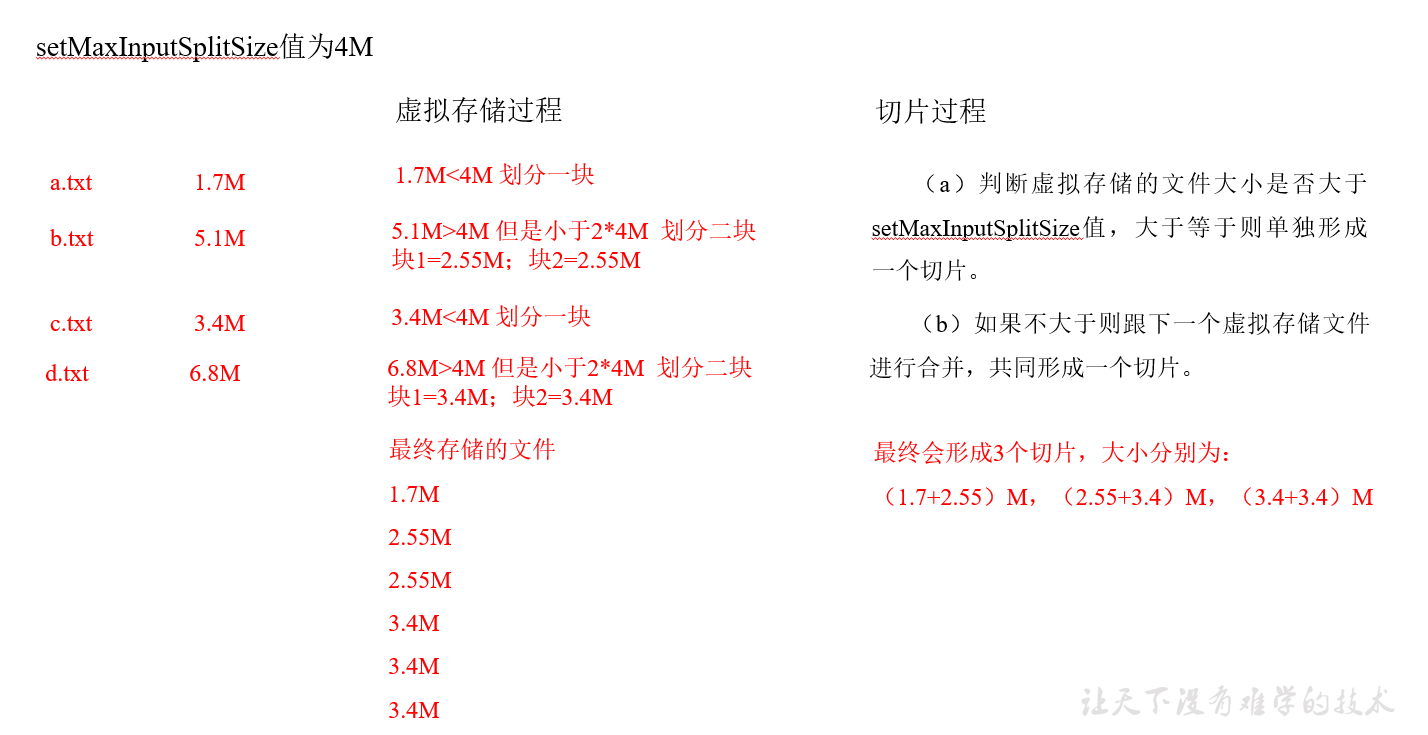 setMaxInputSplitSize值为4M
虚拟存储过程
切片过程
a.txt 1.7M
1.7M<4M 划分一块
b.txt 5.1M
5.1M>4M 但是小于2*4M 划分二块
块1=2.55M；块2=2.55M
c.txt 3.4M
3.4M<4M 划分一块
d.txt 6.8M
6.8M>4M 但是小于2*4M 划分二块
块1=3.4M；块2=3.4M
最终存储的文件
1.7M
2.55M
2.55M
3.4M
3.4M
3.4M
（a）判断虚拟存储的文件大小是否大于
setMaxInputSplitSize值，大于等于则单独形成
一个切片。
（b）如果不大于则跟下一个虚拟存储文件
进行合并，共同形成一个切片。
最终会形成3个切片，大小分别为：
（1.7+2.55）M，（2.55+3.4）M，（3.4+3.4）M
让天下没有难学的技术